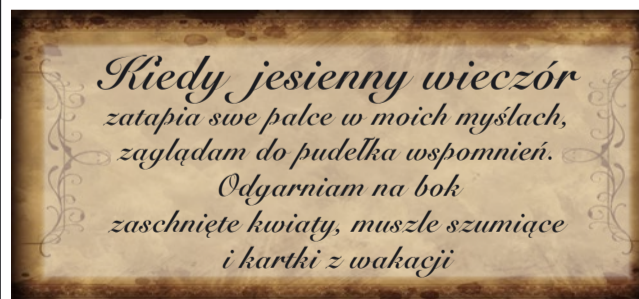 Kiedy jesienny wieczór
zatapia swe palce w moich myślach,
zaglądam do pudełka wspomnień.
Odgarniam na bok
zaschnięte kwiaty, muszle szumiące
i kartki z wakacji